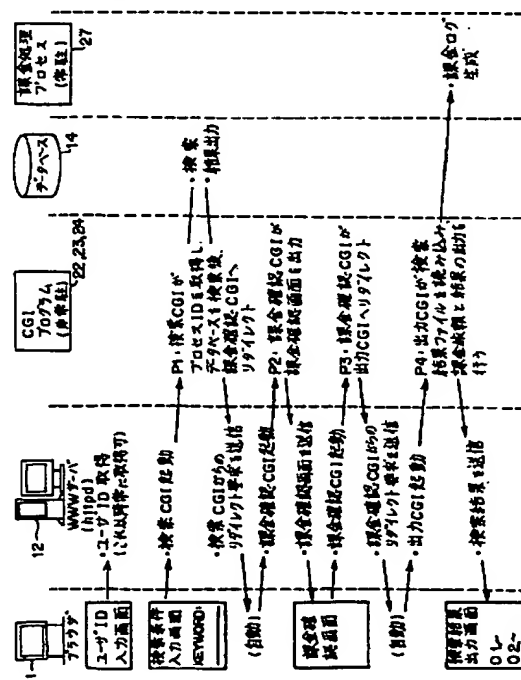 1
ブラウザ
ユーザID
入力画面
検索条件
入力画面
KEYWORD:
(自動)
課金確
認画面
(自動)
検索結果
出力画面
01~
02~
12
WWWサーバ
(httpd)
・ユーザID取得
(これ以降常に取得可)
・検索CGI起動
・検索CGIからの
リダイレクト要求を送信
・課金確認CGI起動
・課金確認画面を送信
・課金確認CGI起動
・課金確認CGIからの
リダイレクト要求を送信
・出力CGI起動
・検索結果を送信
CGI
プログラム
(非常駐)
22,23,24
P1・検索CGIが
プロセスIDを取得し、
データベースを検索後、
課金確認CGIへ
リダイレクト
P2・課金確認CGIが
課金確認画面を出力
P3・課金確認CGIが
出力CGIへリダイレクト
P4・出力CGIが検索
結果ファイルを読み込み、
課金依頼と結果の出力を
行う
データベース
14
・検索
・結果出力
課金処理
プロセス
(常駐)
27
・課金ログ
生成